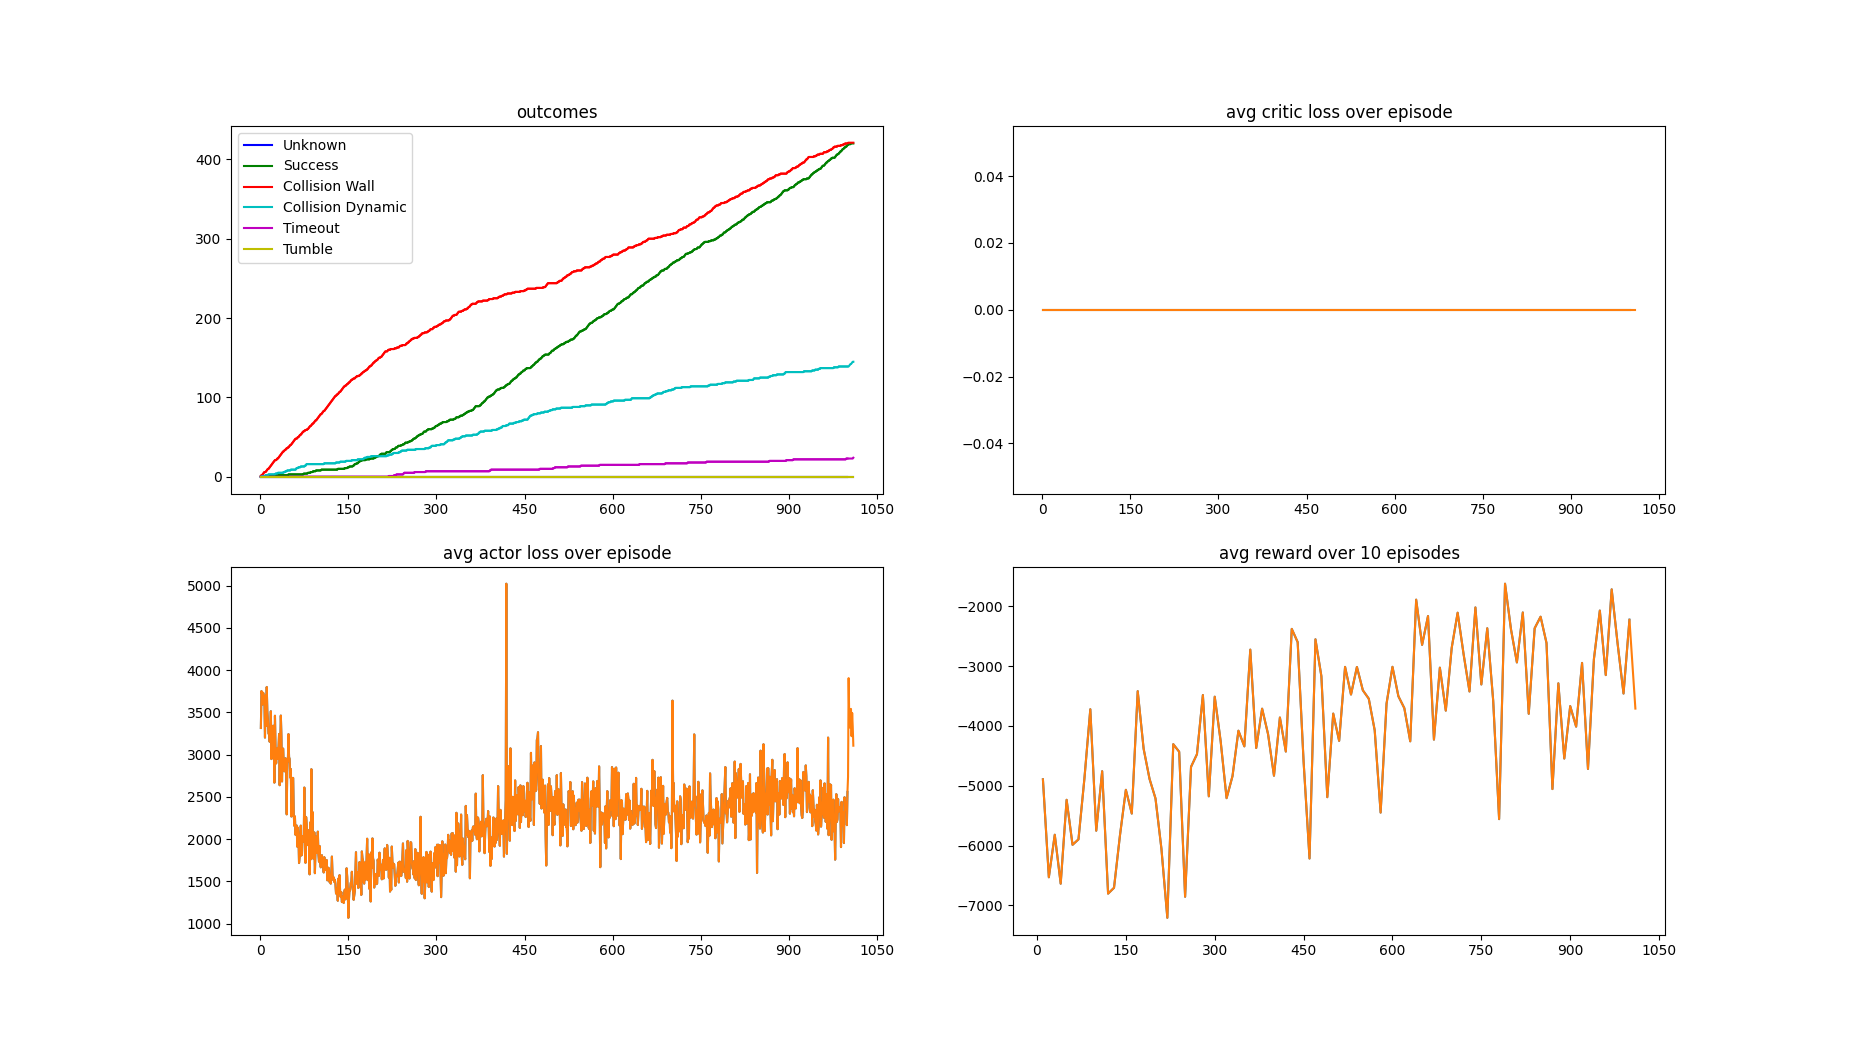 outcomes
400
300
200
100
0
Unknown
Success
Collision Wall
Collision Dynamic
Timeout
Tumble
0 150 300 450 600 750 900 1050
avg critic loss over episode
0.04
0.02
0.00
−0.02
−0.04
0 150 300 450 600 750 900 1050
avg actor loss over episode
5000
4500
4000
3500
3000
2500
2000
1500
1000
0 150 300 450 600 750 900 1050
avg reward over 10 episodes
−2000
−3000
−4000
−5000
−6000
−7000
0 150 300 450 600 750 900 1050